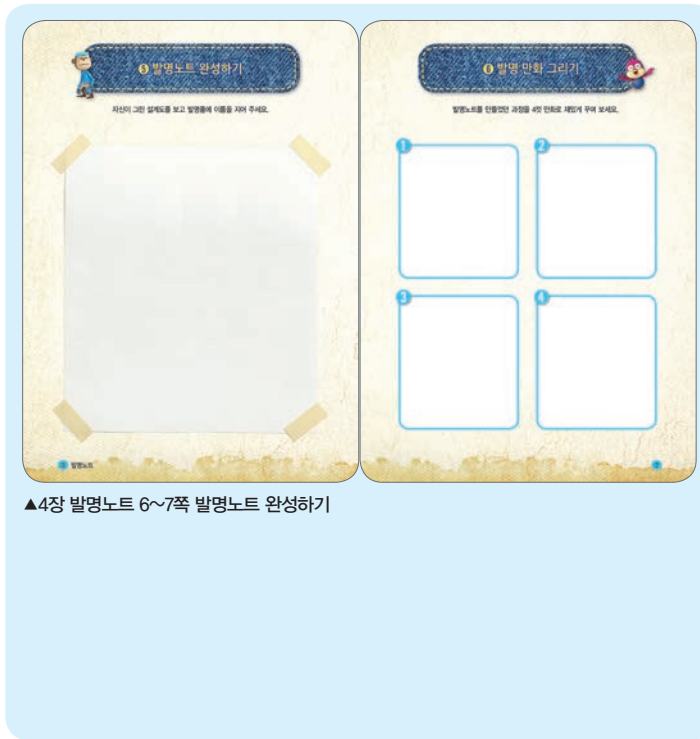 ❺ 발명노트 완성하기
자신이 그린 설계도를 보고 발명품에 이름을 지어 주세요.
발명노트
❻ 발명 만화 그리기
발명노트를 만들었던 과정을 4컷 만화로 재밌게 꾸며 보세요.
1
2
3
4
▲4장 발명노트 6~7쪽 발명노트 완성하기